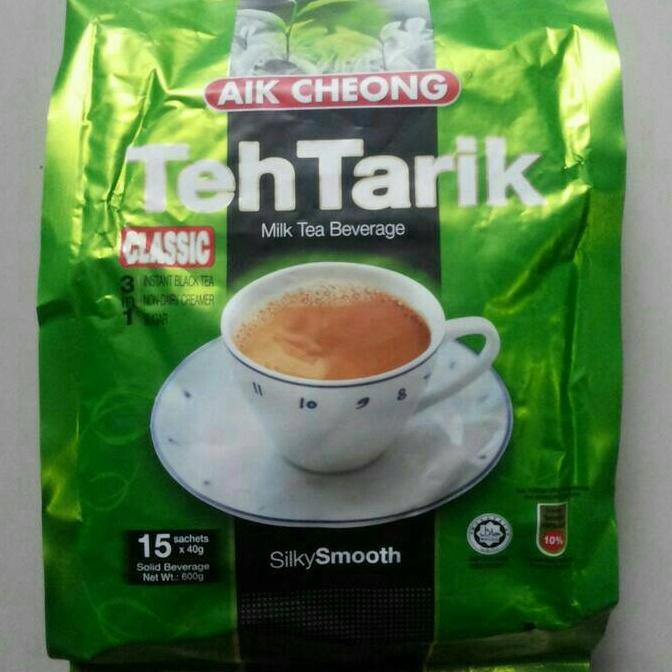 AIK CHEONG
TehTarik
Milk Tea Beverage
CLASSIC
3 in 1
INSTANT BLACK TEA
NON-DAIRY CREAMER
SUGAR
11 10 9 8
15 sachets x 40g
Solid Beverage
Net Wt.: 600g
SilkySmooth
10%